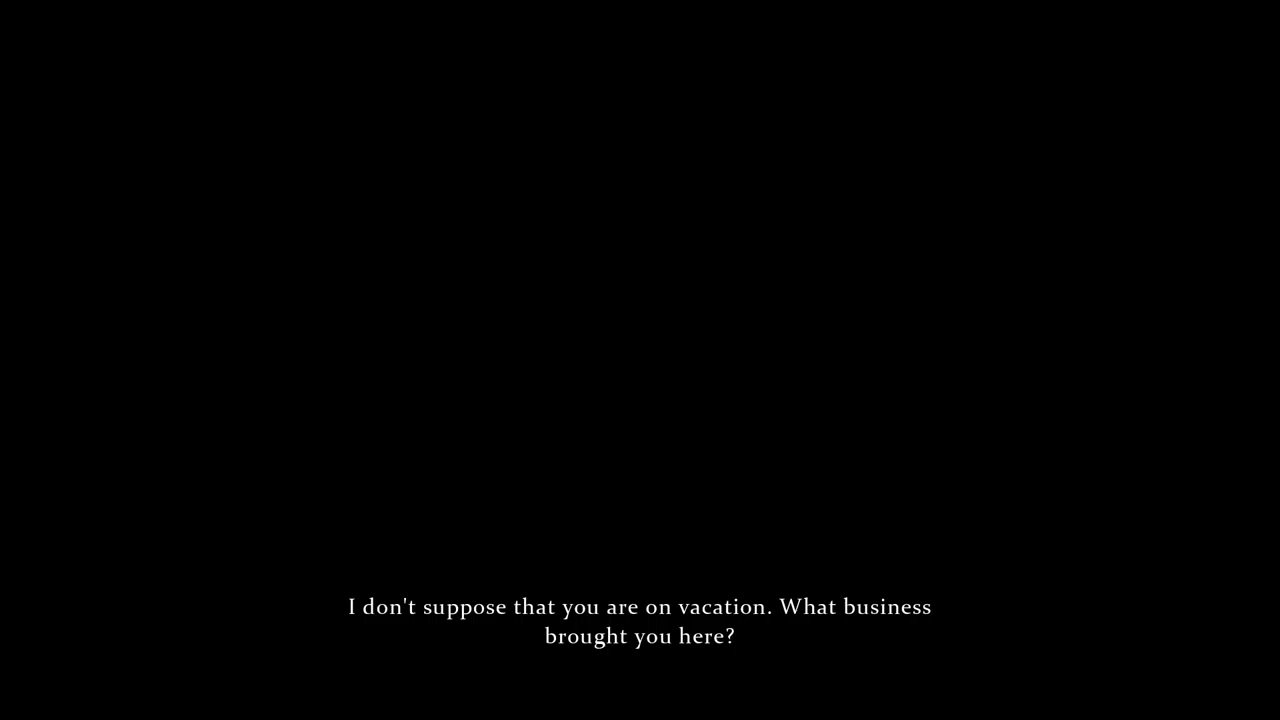 I don't suppose that you are on vacation. What business
brought you here?